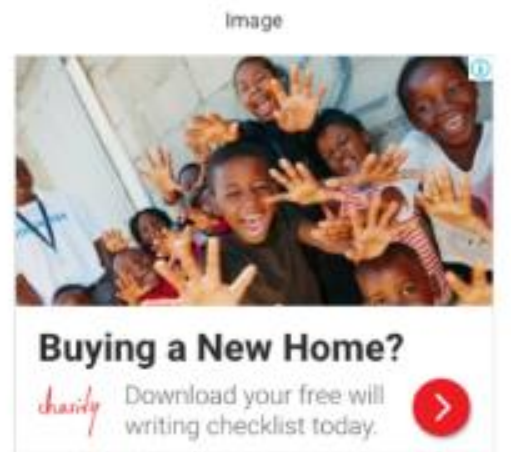 Image
Buying a New Home?
charity
Download your free will
writing checklist today.